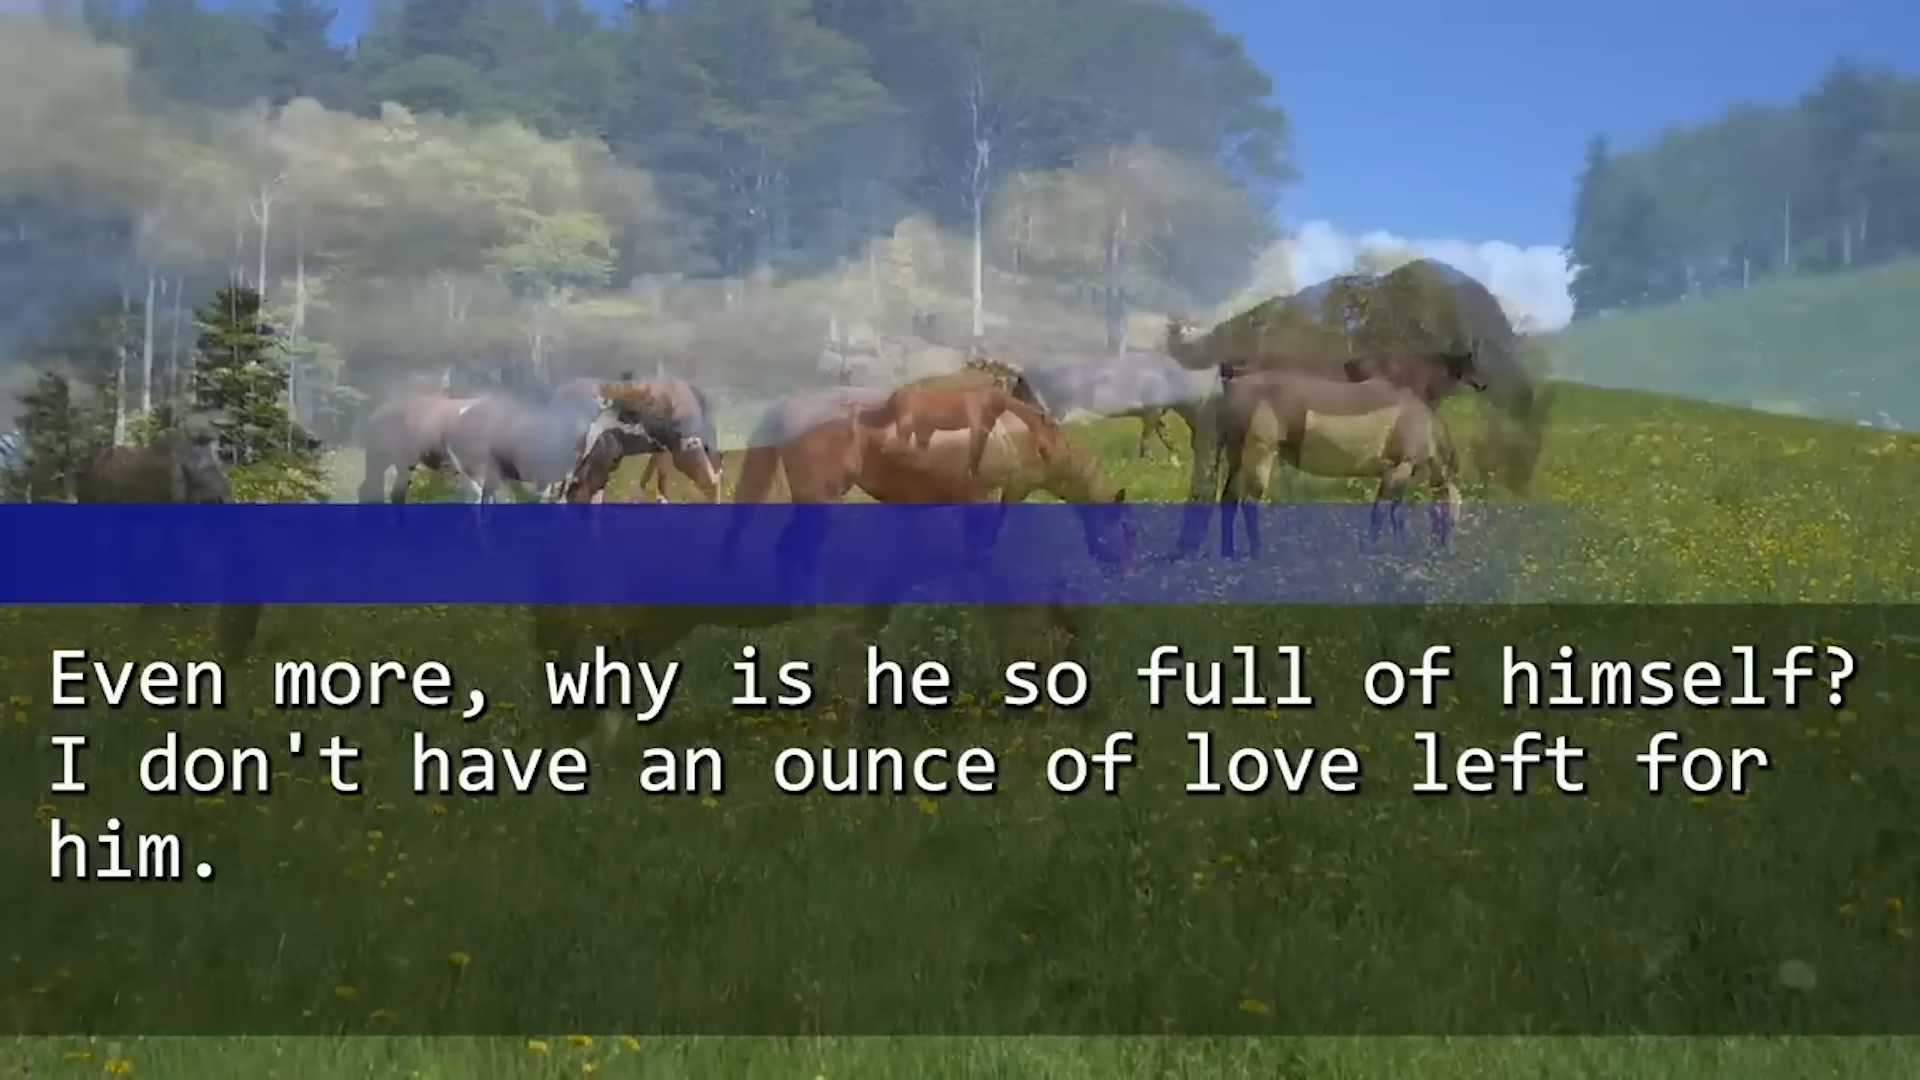 Even more, why is he so full of himself?
I don't have an ounce of love left for
him.